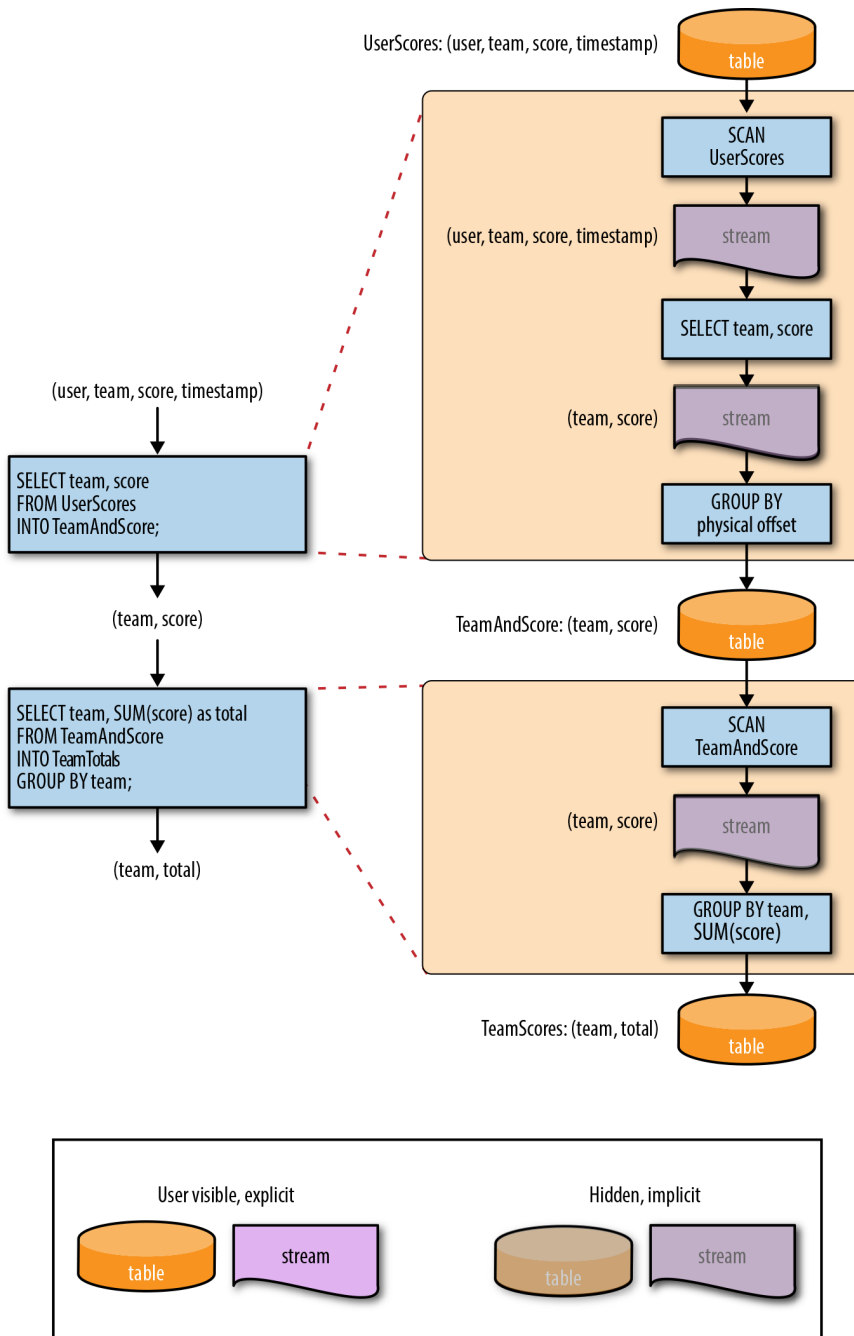 UserScores: (user, team, score, timestamp)
table
SCAN
UserScores
(user, team, score, timestamp)
stream
SELECT team, score
(team, score)
stream
GROUP BY
physical offset
(user, team, score, timestamp)
SELECT team, score
FROM UserScores
INTO TeamAndScore;
(team, score)
TeamAndScore: (team, score)
table
SELECT team, SUM(score) as total
FROM TeamAndScore
INTO TeamTotals
GROUP BY team;
(team, total)
SCAN
TeamAndScore
(team, score)
stream
GROUP BY team,
SUM(score)
TeamScores: (team, total)
table
User visible, explicit
table
stream
Hidden, implicit
table
stream